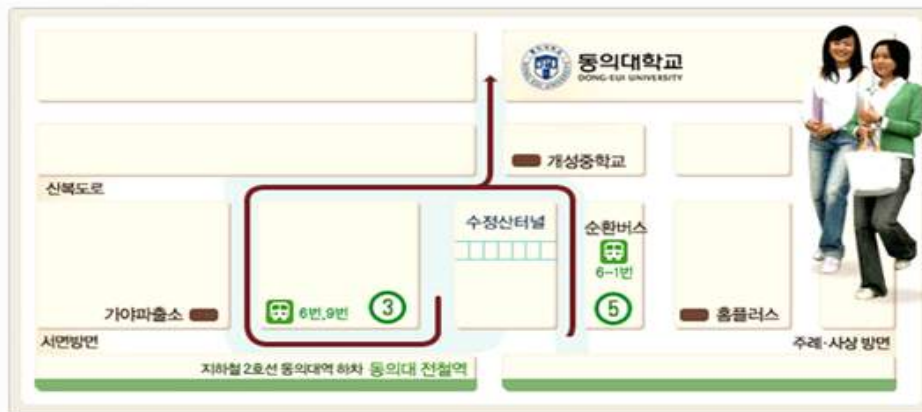 동의대학교
DONG-EUI UNIVERSITY
개성중학교
산복도로
수정산터널
순환버스
6-1번
6번,9번
3
5
가야파출소
홈플러스
서면방면
주례·사상 방면
지하철 2호선 동의대역 하차 동의대 전철역